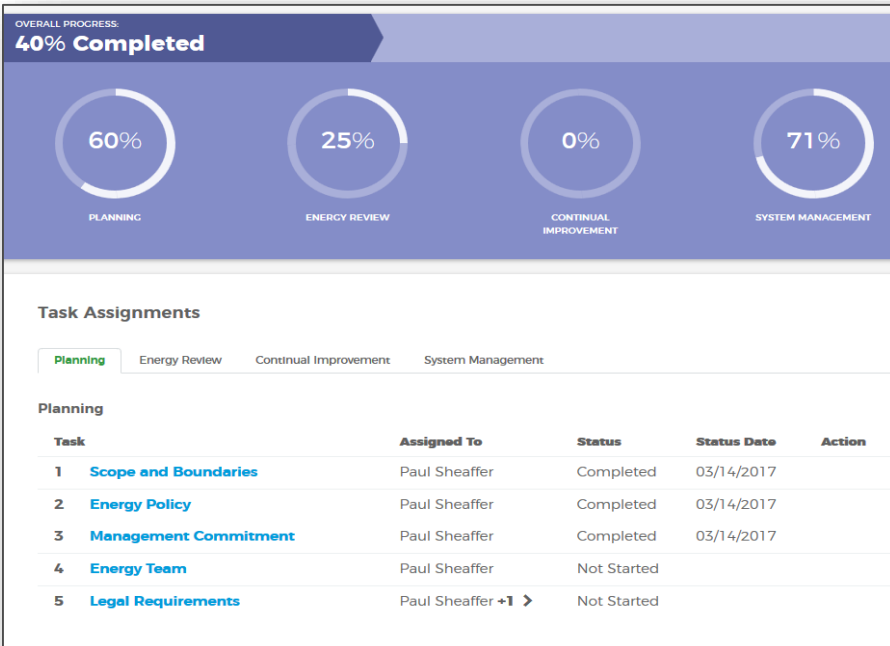 OVERALL PROGRESS:
40% Completed
60%
25%
0%
71%
PLANNING
ENERGY REVIEW
CONTINUAL
IMPROVEMENT
SYSTEM MANAGEMENT
Task Assignments
Planning Energy Review Continual Improvement System Management
Planning
Task Assigned To Status Status Date Action
1 Scope and Boundaries Paul Sheaffer Completed 03/14/2017
2 Energy Policy Paul Sheaffer Completed 03/14/2017
3 Management Commitment Paul Sheaffer Completed 03/14/2017
4 Energy Team Paul Sheaffer Not Started
5 Legal Requirements Paul Sheaffer +1 > Not Started